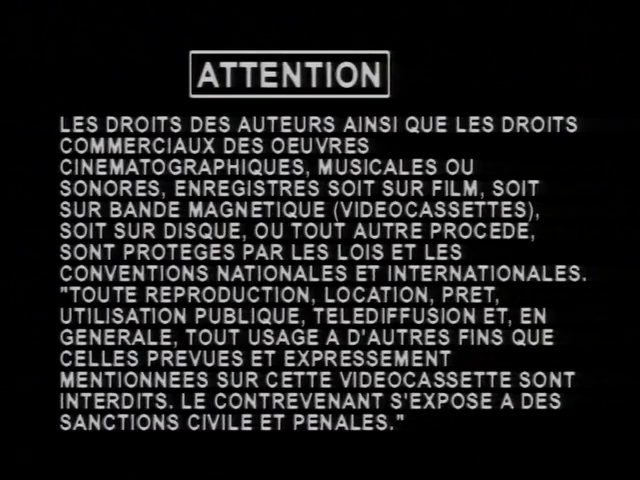 ATTENTION
LES DROITS DES AUTEURS AINSI QUE LES DROITS
COMMERCIAUX DES OEUVRES
CINEMATOGRAPHIQUES, MUSICALES OU
SONORES, ENREGISTRES SOIT SUR FILM, SOIT
SUR BANDE MAGNETIQUE (VIDEOCASSETTES),
SOIT SUR DISQUE, OU TOUT AUTRE PROCEDE,
SONT PROTEGES PAR LES LOIS ET LES
CONVENTIONS NATIONALES ET INTERNATIONALES.
"TOUTE REPRODUCTION, LOCATION, PRET,
UTILISATION PUBLIQUE, TELEDIFFUSION ET, EN
GENERALE, TOUT USAGE A D'AUTRES FINS QUE
CELLES PREVUES ET EXPRESSEMENT
MENTIONNEES SUR CETTE VIDEOCASSETTE SONT
INTERDITS. LE CONTREVENANT S'EXPOSE A DES
SANCTIONS CIVILE ET PENALES."